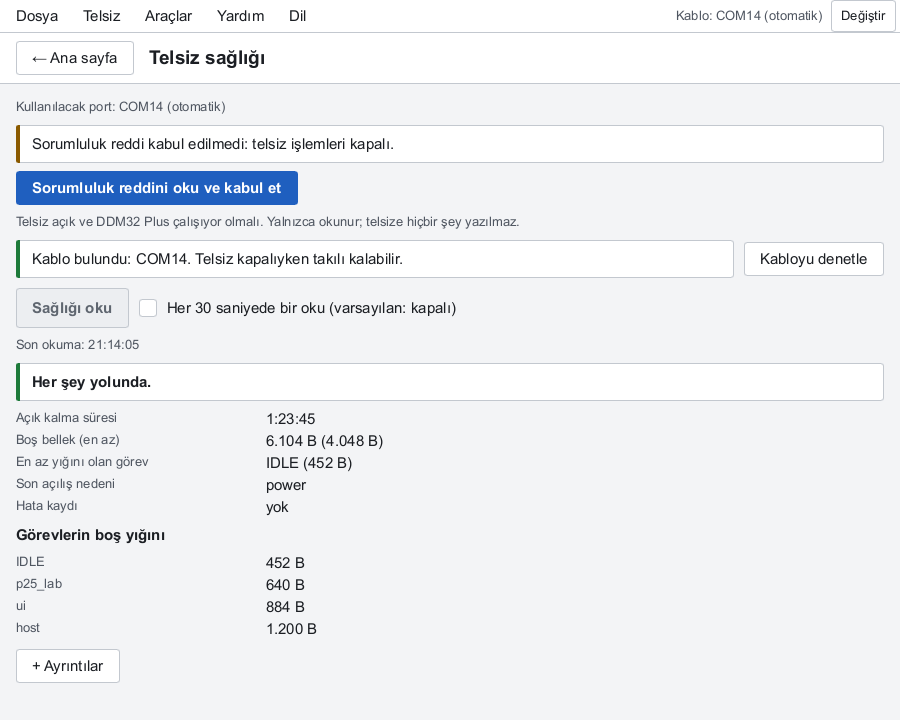 Dosya Telsiz Araçlar Yardım Dil Kablo: COM14 (otomatik) Değiştir
← Ana sayfa Telsiz sağlığı
Kullanılacak port: COM14 (otomatik)
Sorumluluk reddi kabul edilmedi: telsiz işlemleri kapalı.
Sorumluluk reddini oku ve kabul et
Telsiz açık ve DDM32 Plus çalışıyor olmalı. Yalnızca okunur; telsize hiçbir şey yazılmaz.
Kablo bulundu: COM14. Telsiz kapalıyken takılı kalabilir. Kabloyu denetle
Sağlığı oku Her 30 saniyede bir oku (varsayılan: kapalı)
Son okuma: 21:14:05
Her şey yolunda.
Açık kalma süresi 1:23:45
Boş bellek (en az) 6.104 B (4.048 B)
En az yığını olan görev IDLE (452 B)
Son açılış nedeni power
Hata kaydı yok
Görevlerin boş yığını
IDLE 452 B
p25_lab 640 B
ui 884 B
host 1.200 B
+ Ayrıntılar